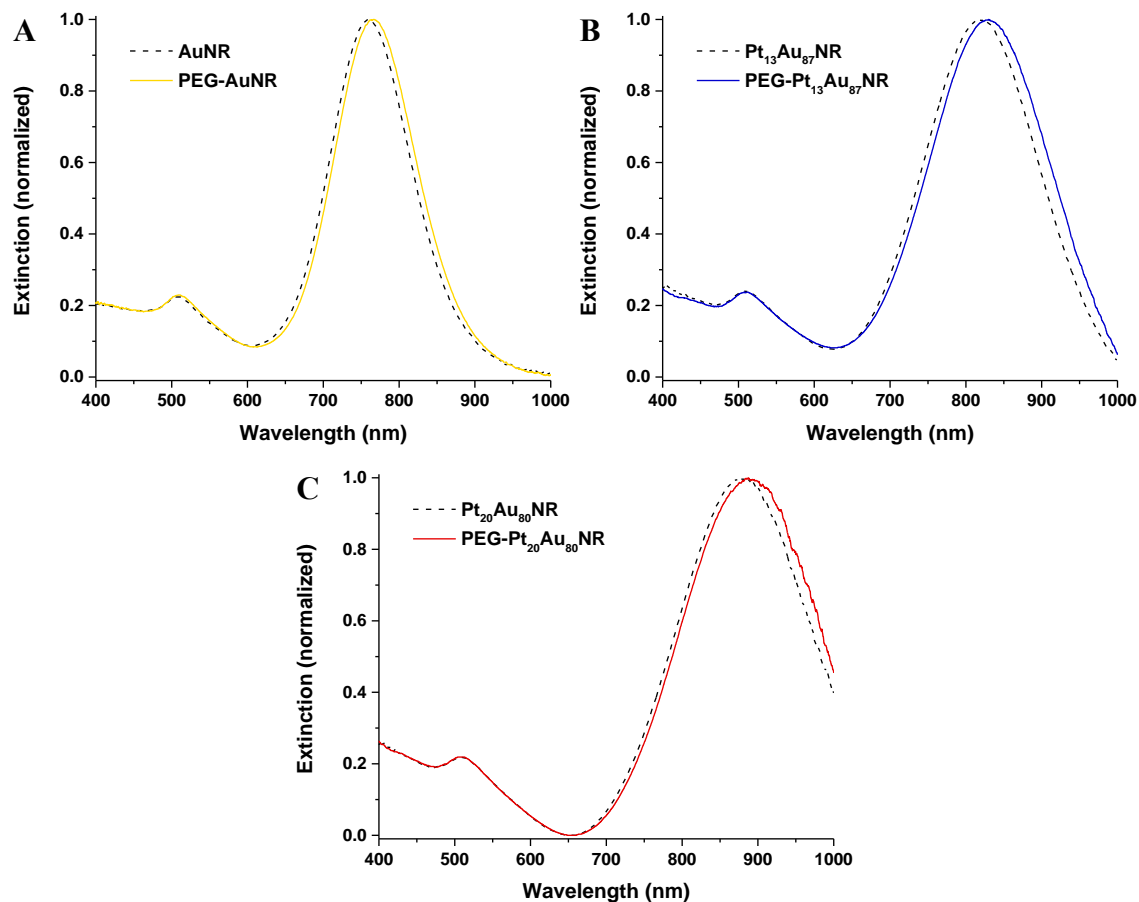 A
AuNR
PEG-AuNR
Extinction (normalized)
1.0
0.8
0.6
0.4
0.2
0.0
400 500 600 700 800 900 1000
Wavelength (nm)
B
Pt₁₃Au₈₇NR
PEG-Pt₁₃Au₈₇NR
Extinction (normalized)
1.0
0.8
0.6
0.4
0.2
0.0
400 500 600 700 800 900 1000
Wavelength (nm)
C
Pt₂₀Au₈₀NR
PEG-Pt₂₀Au₈₀NR
Extinction (normalized)
1.0
0.8
0.6
0.4
0.2
0.0
400 500 600 700 800 900 1000
Wavelength (nm)